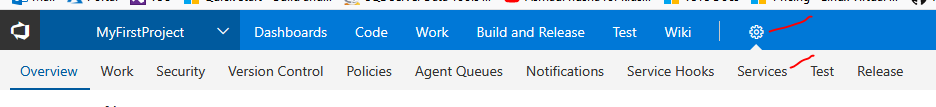 MyFirstProject Dashboards Code Work Build and Release Test Wiki
Overview Work Security Version Control Policies Agent Queues Notifications Service Hooks Services Test Release